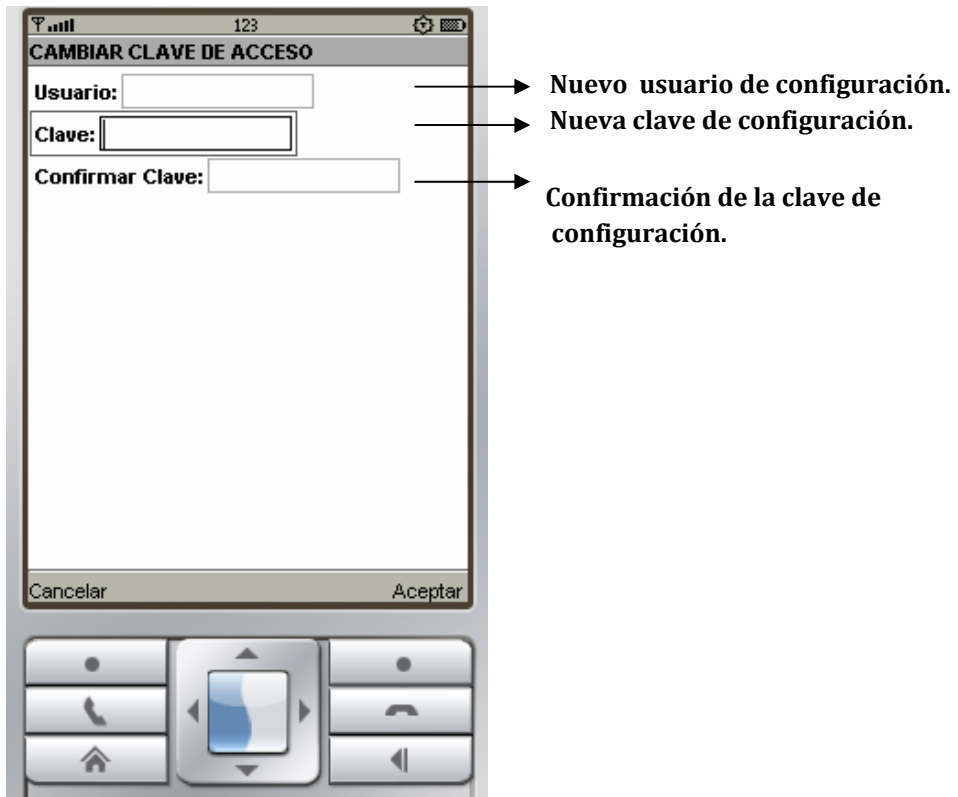 123
CAMBIAR CLAVE DE ACCESO
Usuario:
Nuevo usuario de configuración.
Clave:
Nueva clave de configuración.
Confirmar Clave:
Confirmación de la clave de
configuración.
Cancelar
Aceptar